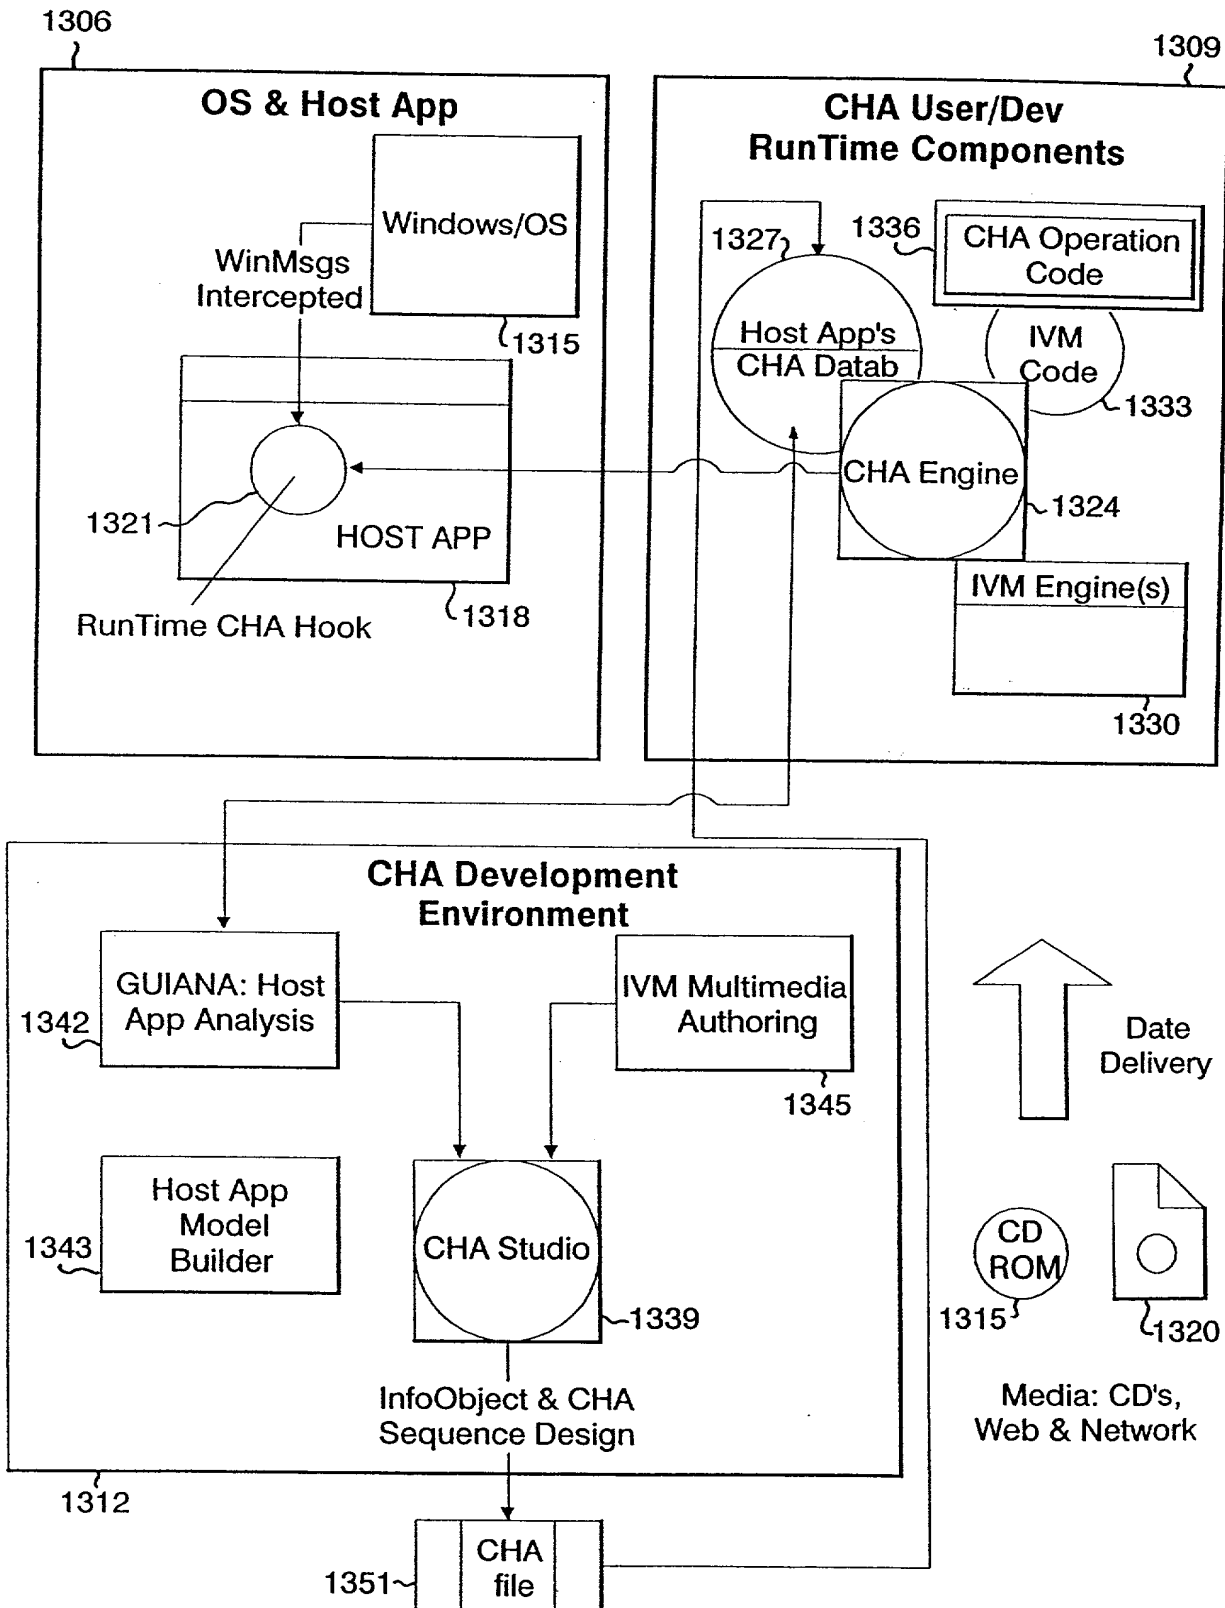 1306
1309
OS & Host App
CHA User/Dev
RunTime Components
Windows/OS
WinMsgs
Intercepted
1315
1321
HOST APP
1318
RunTime CHA Hook
1327
1336
CHA Operation
Code
Host App's
CHA Datab
IVM
Code
1333
CHA Engine
1324
IVM Engine(s)
1330
CHA Development
Environment
GUIANA: Host
App Analysis
1342
IVM Multimedia
Authoring
1345
Host App
Model
Builder
1343
CHA Studio
1339
InfoObject & CHA
Sequence Design
1312
CHA
file
1351
Date
Delivery
CD
ROM
1315
1320
Media: CD's,
Web & Network